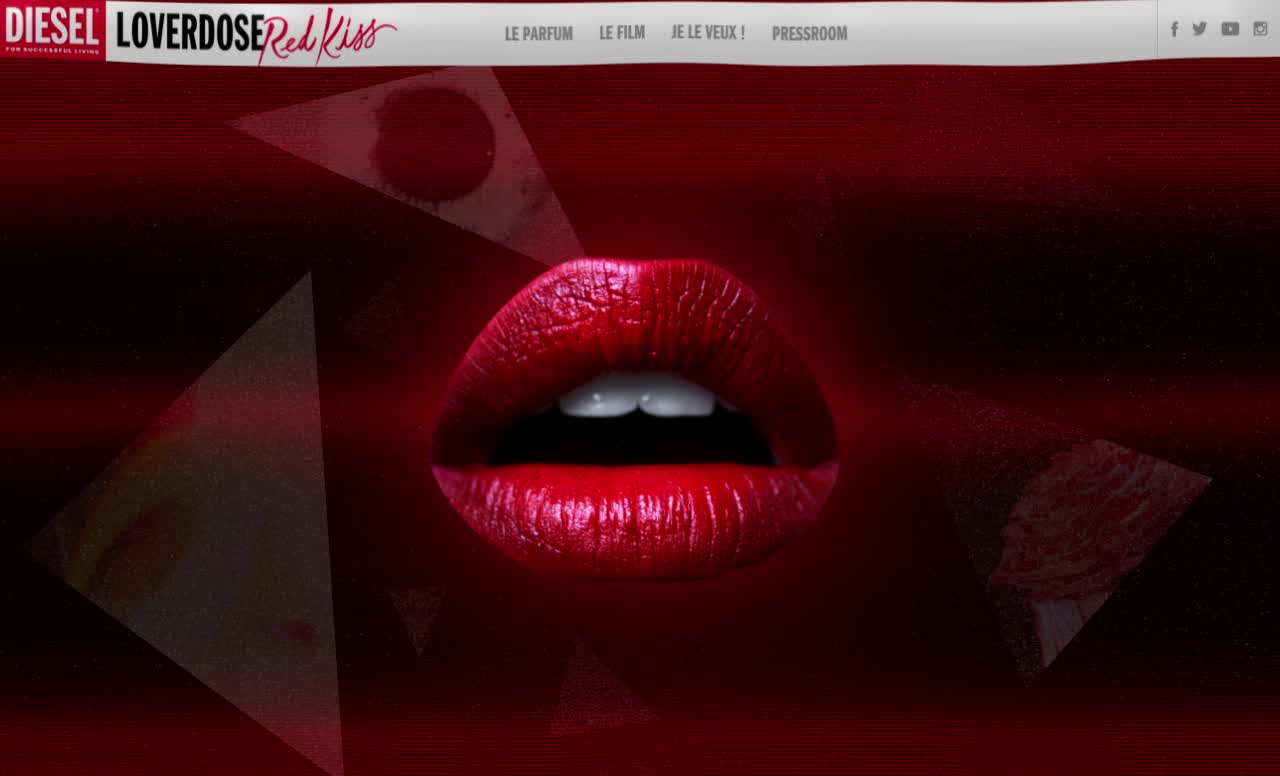 DIESEL
FOR SUCCESSFUL LIVING
LOVERDOSE Red Kiss
LE PARFUM LE FILM JE LE VEUX ! PRESSROOM